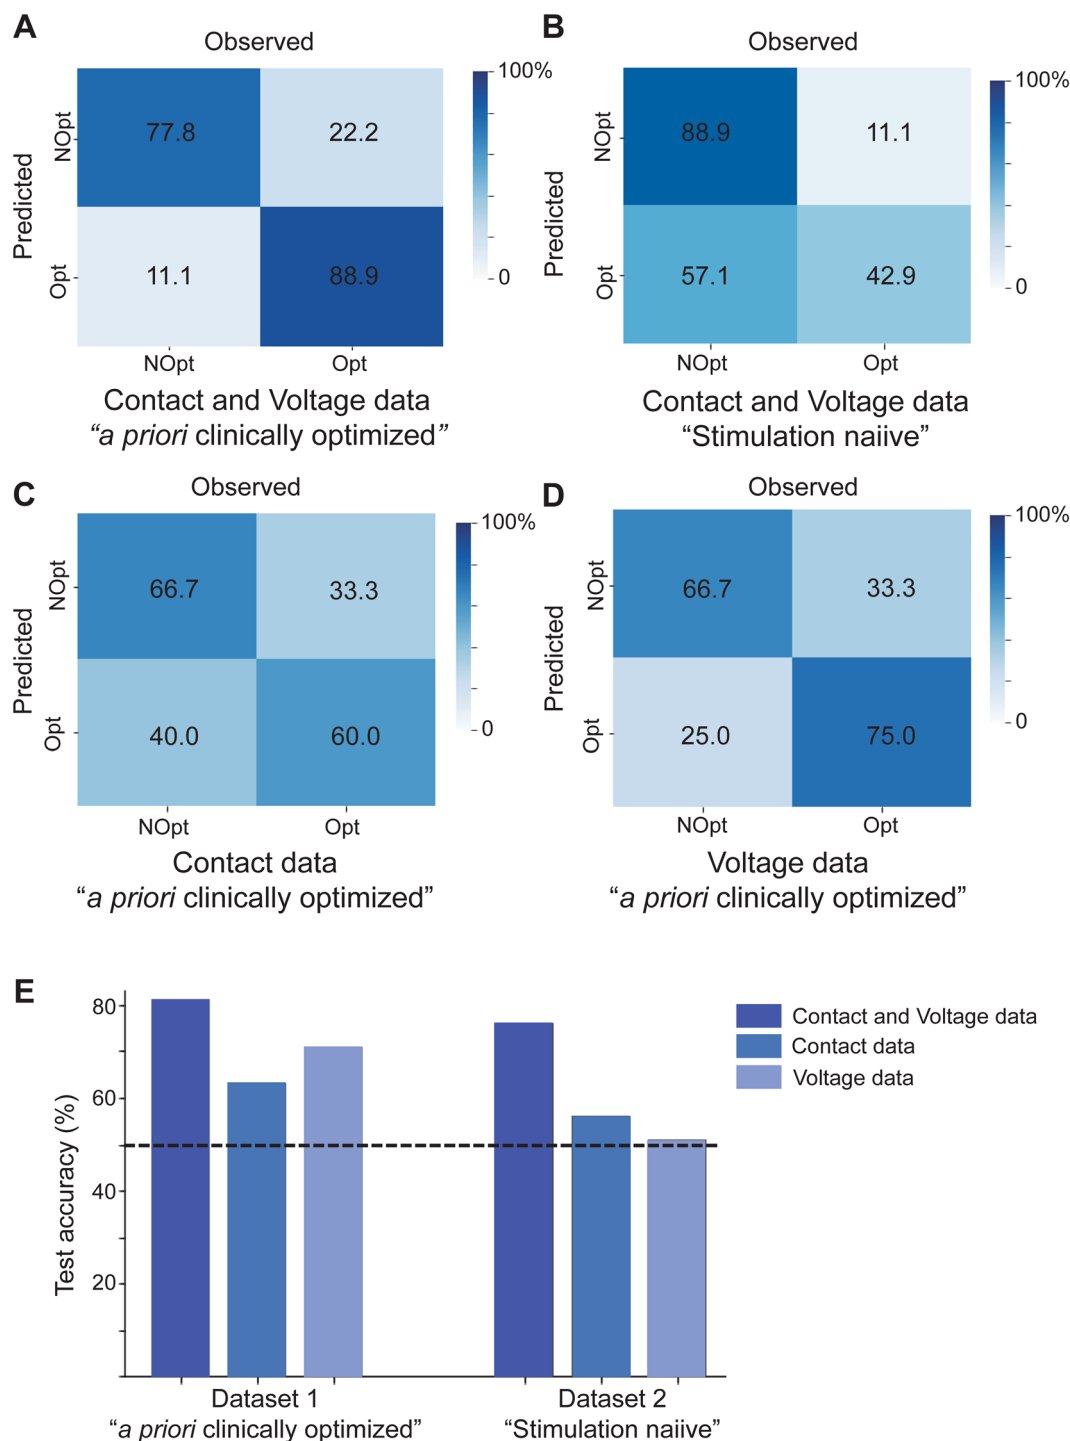 A
Observed
Predicted
NOpt
77.8
22.2
Opt
11.1
88.9
NOpt
Opt
100%
0
Contact and Voltage data
“a priori clinically optimized”
B
Observed
Predicted
NOpt
88.9
11.1
Opt
57.1
42.9
NOpt
Opt
100%
0
Contact and Voltage data
“Stimulation naiive”
C
Observed
Predicted
NOpt
66.7
33.3
Opt
40.0
60.0
NOpt
Opt
100%
0
Contact data
“a priori clinically optimized”
D
Observed
Predicted
NOpt
66.7
33.3
Opt
25.0
75.0
NOpt
Opt
100%
0
Voltage data
“a priori clinically optimized”
E
Test accuracy (%)
80
60
40
20
Contact and Voltage data
Contact data
Voltage data
Dataset 1
“a priori clinically optimized”
Dataset 2
“Stimulation naiive”